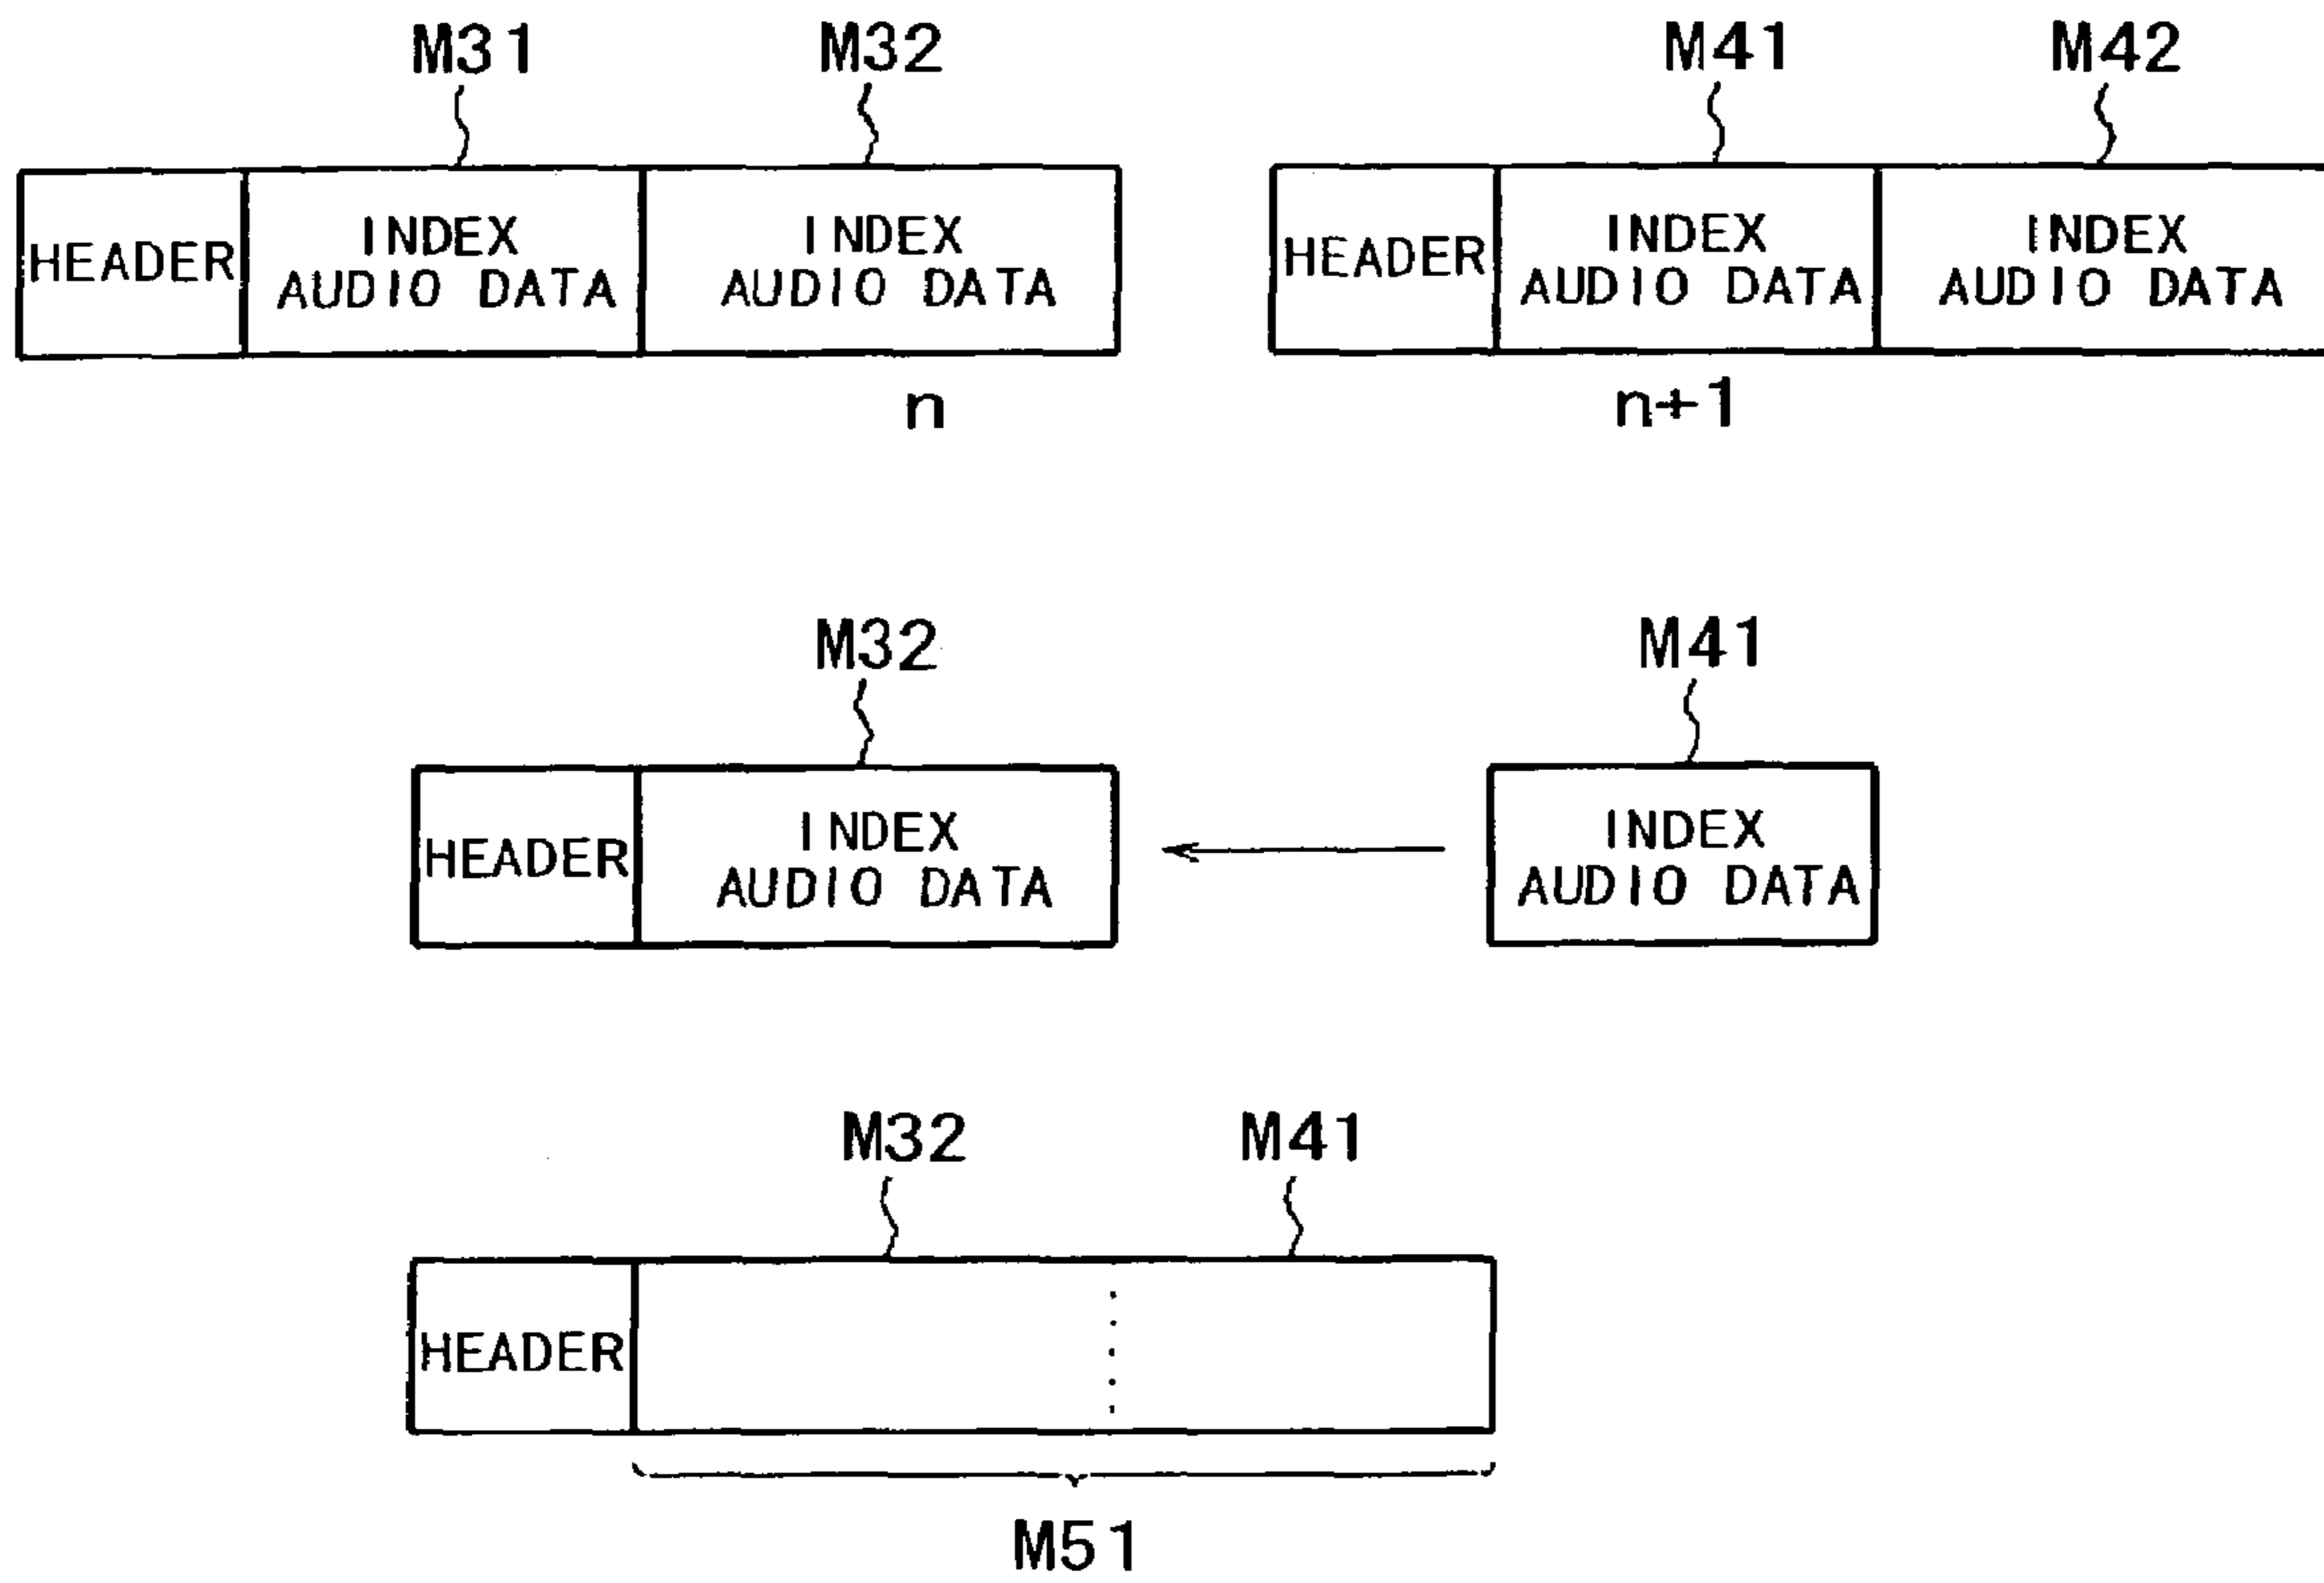 M31 M32 M41 M42
HEADER INDEX AUDIO DATA INDEX AUDIO DATA HEADER INDEX AUDIO DATA INDEX AUDIO DATA
n n+1
M32 M41
HEADER INDEX AUDIO DATA INDEX AUDIO DATA
M32 M41
HEADER
M51